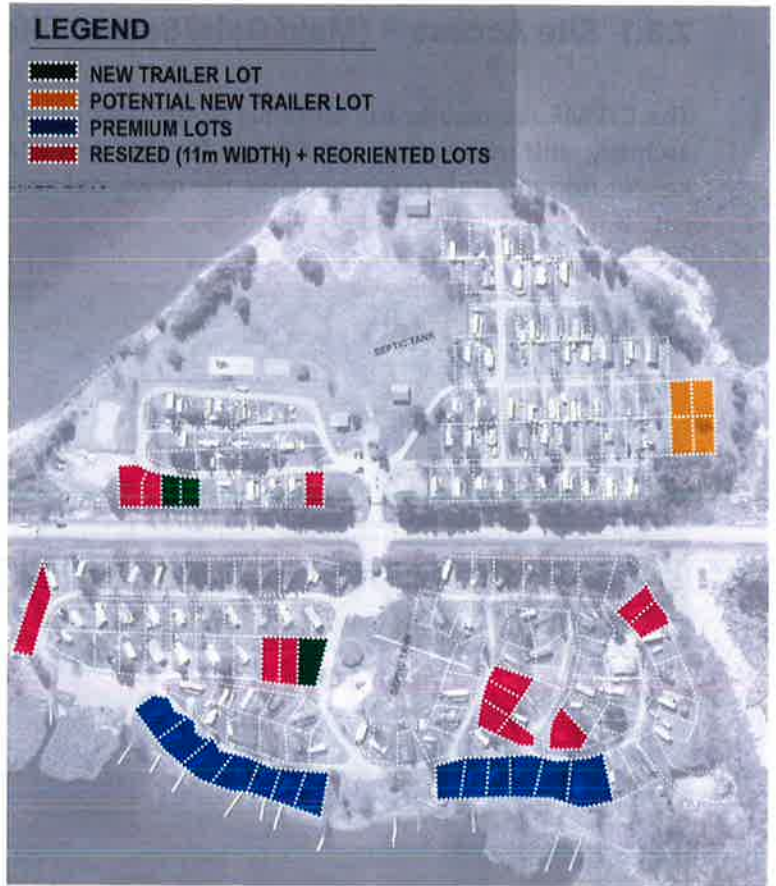 LEGEND
NEW TRAILER LOT
POTENTIAL NEW TRAILER LOT
PREMIUM LOTS
RESIZED (11m WIDTH) + REORIENTED LOTS
SEPTIC TANK